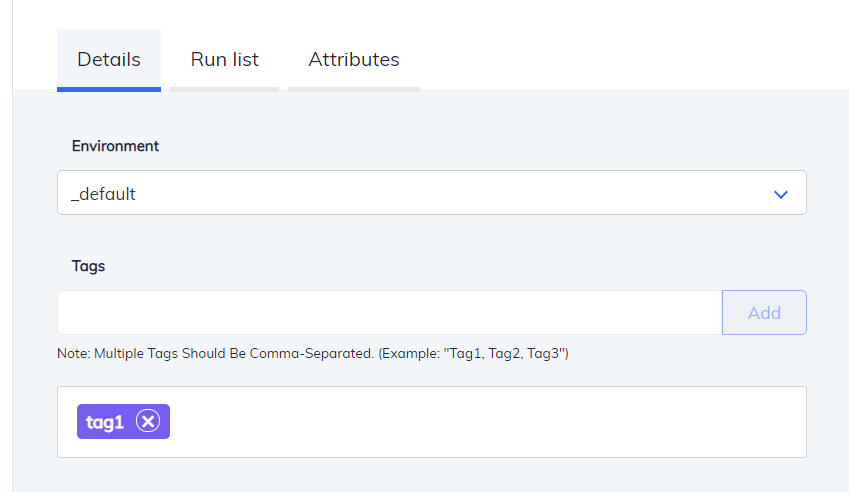 Details Run list Attributes
Environment
_default
Tags
Add
Note: Multiple Tags Should Be Comma-Separated. (Example: "Tag1, Tag2, Tag3")
tag1